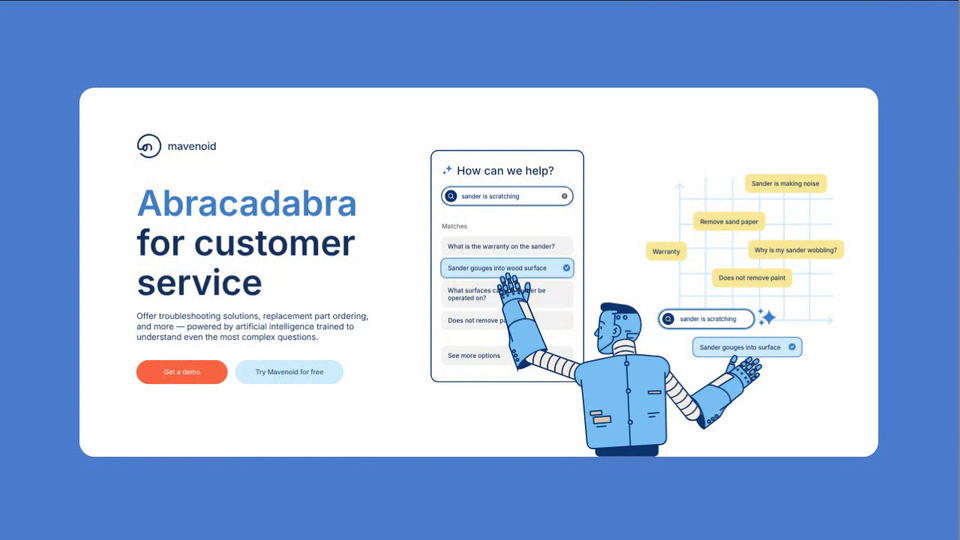 mavenoid
Abracadabra
for customer
service
Offer troubleshooting solutions, replacement part ordering,
and more — powered by artificial intelligence trained to
understand even the most complex questions.
Get a demo
Try Mavenoid for free
How can we help?
sander is scratching
Matches
What is the warranty on the sander?
Sander gouges into wood surface
What surfaces be
operated on?
Does not remove
See more options
Sander is making noise
Remove sand paper
Warranty
Why is my sander wobbling?
Does not remove paint
sander is scratching
Sander gouges into surface